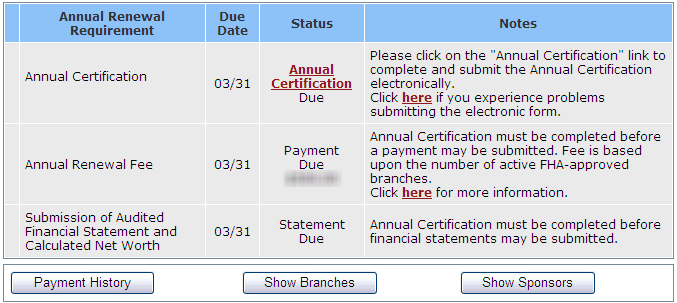 Annual Renewal Requirement
Due Date
Status
Notes
Annual Certification
03/31
Annual Certification Due
Please click on the "Annual Certification" link to
complete and submit the Annual Certification
electronically.
Click here if you experience problems
submitting the electronic form.
Annual Renewal Fee
03/31
Payment Due
Annual Certification must be completed before
a payment may be submitted. Fee is based
upon the number of active FHA-approved
branches.
Click here for more information.
Submission of Audited
Financial Statement and
Calculated Net Worth
03/31
Statement Due
Annual Certification must be completed before
financial statements may be submitted.
Payment History
Show Branches
Show Sponsors